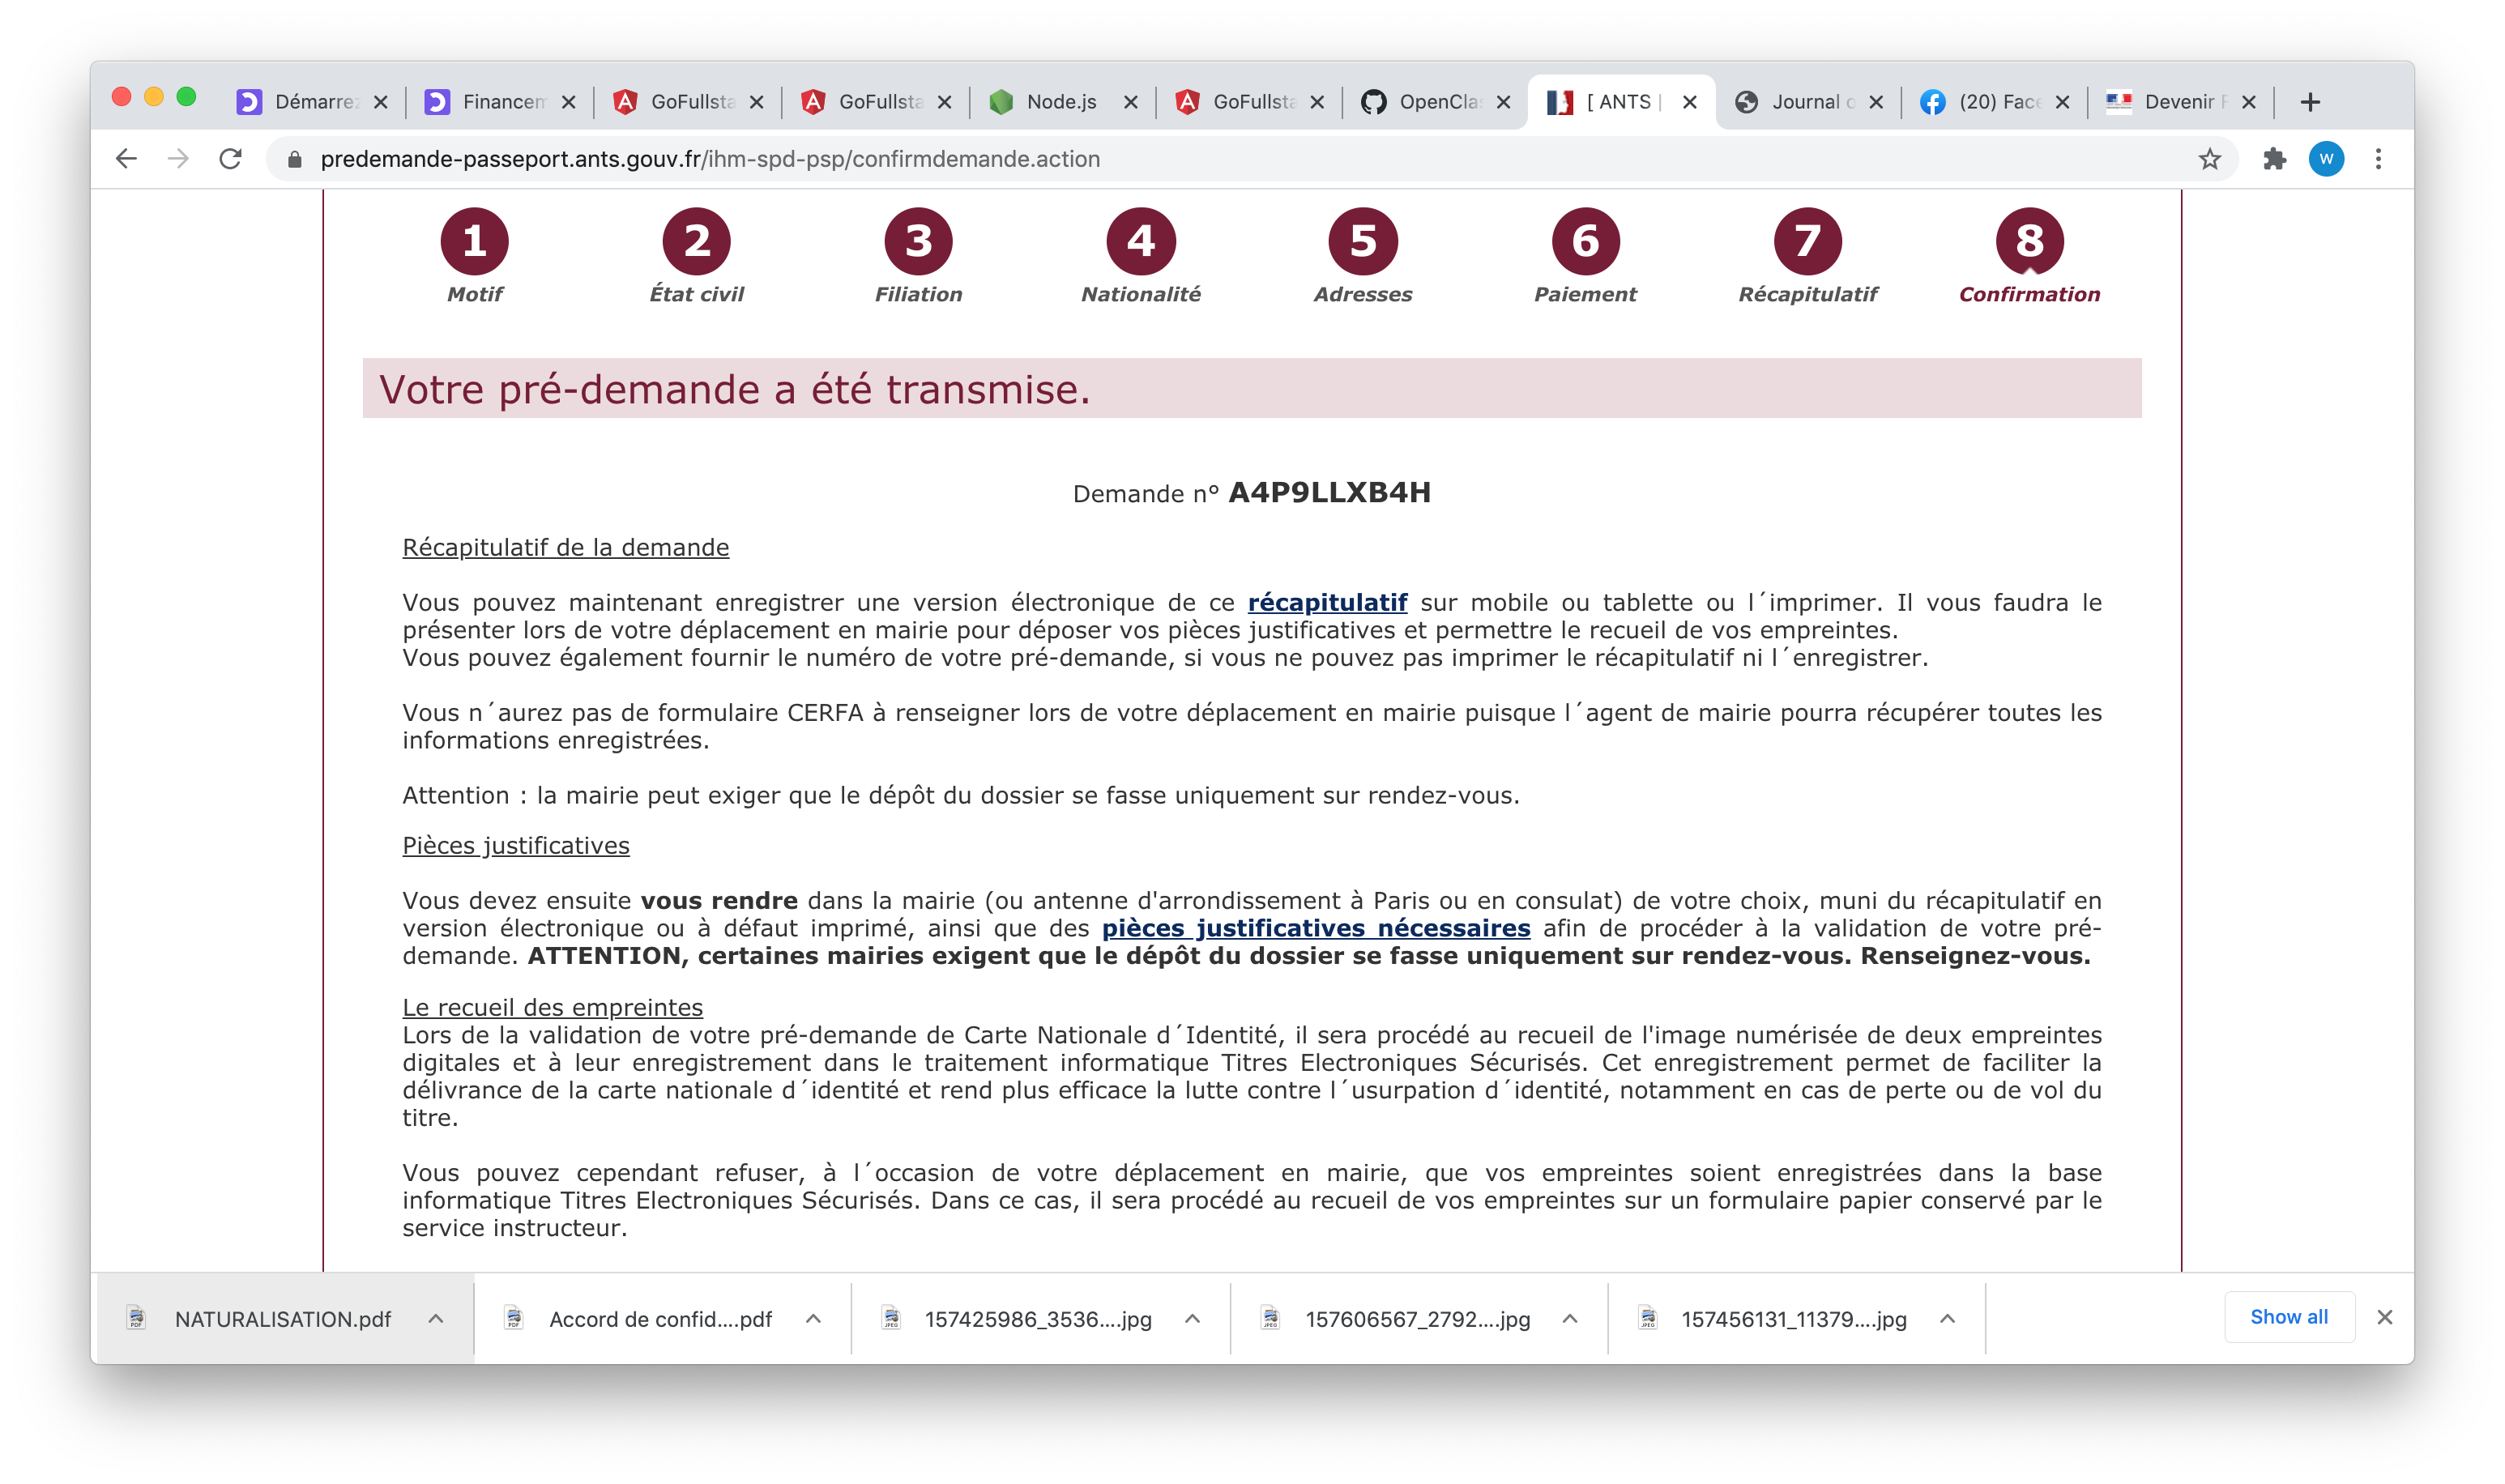 Démarrez
Financem
GoFullsta
GoFullsta
Node.js
GoFullsta
OpenClas
[ ANTS |
Journal o
(20) Face
Devenir F
predemande-passeport.ants.gouv.fr/ihm-spd-psp/confirmdemande.action
W
1 2 3 4 5 6 7 8
Motif État civil Filiation Nationalité Adresses Paiement Récapitulatif Confirmation
Votre pré-demande a été transmise.
Demande n° A4P9LLXB4H
Récapitulatif de la demande
Vous pouvez maintenant enregistrer une version électronique de ce récapitulatif sur mobile ou tablette ou l´imprimer. Il vous faudra le
présenter lors de votre déplacement en mairie pour déposer vos pièces justificatives et permettre le recueil de vos empreintes.
Vous pouvez également fournir le numéro de votre pré-demande, si vous ne pouvez pas imprimer le récapitulatif ni l´enregistrer.
Vous n´aurez pas de formulaire CERFA à renseigner lors de votre déplacement en mairie puisque l´agent de mairie pourra récupérer toutes les
informations enregistrées.
Attention : la mairie peut exiger que le dépôt du dossier se fasse uniquement sur rendez-vous.
Pièces justificatives
Vous devez ensuite vous rendre dans la mairie (ou antenne d'arrondissement à Paris ou en consulat) de votre choix, muni du récapitulatif en
version électronique ou à défaut imprimé, ainsi que des pièces justificatives nécessaires afin de procéder à la validation de votre pré-
demande. ATTENTION, certaines mairies exigent que le dépôt du dossier se fasse uniquement sur rendez-vous. Renseignez-vous.
Le recueil des empreintes
Lors de la validation de votre pré-demande de Carte Nationale d´Identité, il sera procédé au recueil de l'image numérisée de deux empreintes
digitales et à leur enregistrement dans le traitement informatique Titres Electroniques Sécurisés. Cet enregistrement permet de faciliter la
délivrance de la carte nationale d´identité et rend plus efficace la lutte contre l´usurpation d´identité, notamment en cas de perte ou de vol du
titre.
Vous pouvez cependant refuser, à l´occasion de votre déplacement en mairie, que vos empreintes soient enregistrées dans la base
informatique Titres Electroniques Sécurisés. Dans ce cas, il sera procédé au recueil de vos empreintes sur un formulaire papier conservé par le
service instructeur.
NATURALISATION.pdf
Accord de confid....pdf
157425986_3536....jpg
157606567_2792....jpg
157456131_11379....jpg
Show all